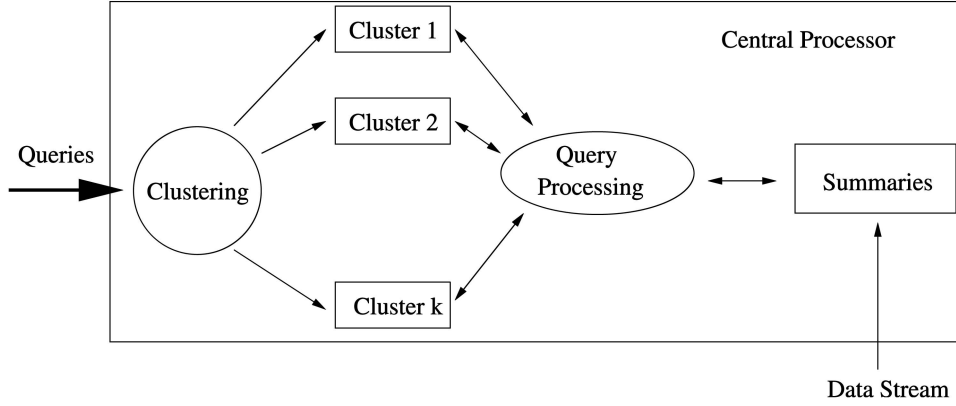 Cluster 1
Central Processor
Cluster 2
Queries
Clustering
Query
Processing
Summaries
Cluster k
Data Stream